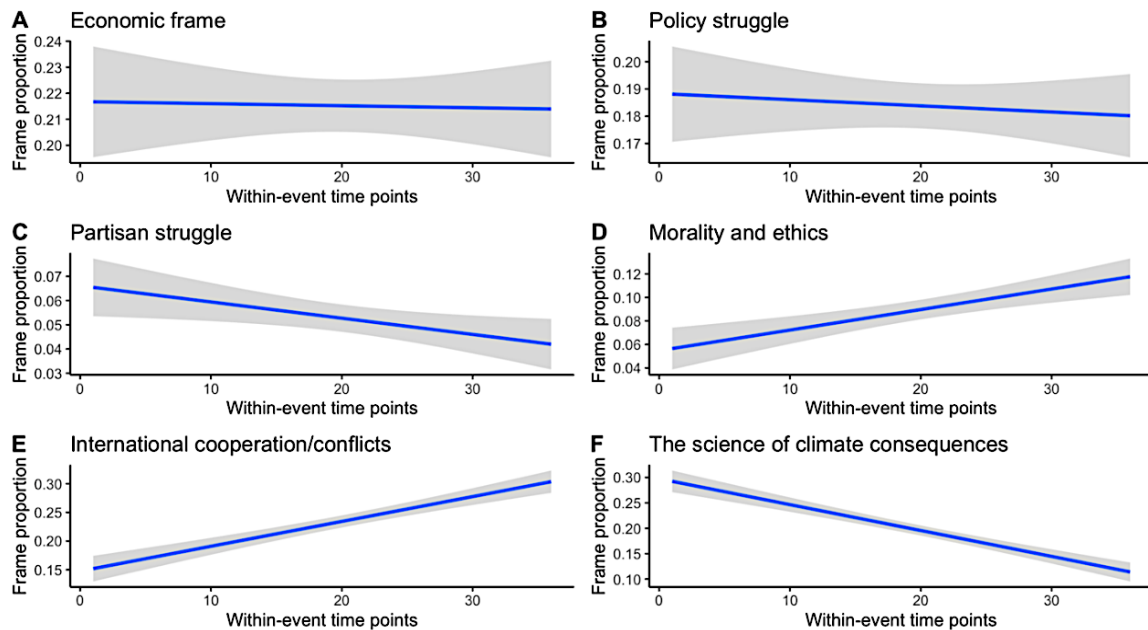 A Economic frame
Frame proportion
0.24
0.23
0.22
0.21
0.20
0 10 20 30
Within-event time points
B Policy struggle
Frame proportion
0.20
0.19
0.18
0.17
0 10 20 30
Within-event time points
C Partisan struggle
Frame proportion
0.07
0.06
0.05
0.04
0.03
0 10 20 30
Within-event time points
D Morality and ethics
Frame proportion
0.12
0.10
0.08
0.06
0.04
0 10 20 30
Within-event time points
E International cooperation/conflicts
Frame proportion
0.30
0.25
0.20
0.15
0 10 20 30
Within-event time points
F The science of climate consequences
Frame proportion
0.30
0.25
0.20
0.15
0.10
0 10 20 30
Within-event time points